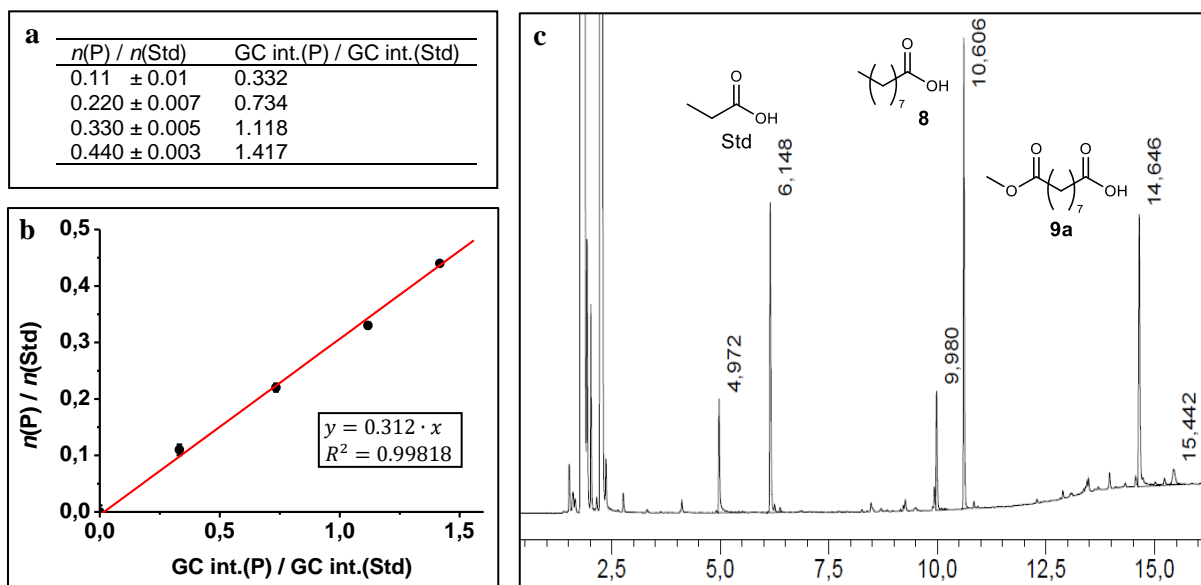 a
n(P) / n(Std) GC int.(P) / GC int.(Std)
0.11 ± 0.01 0.332
0.220 ± 0.007 0.734
0.330 ± 0.005 1.118
0.440 ± 0.003 1.417
b
n(P) / n(Std)
0,5
0,4
0,3
0,2
0,1
0,0
y = 0.312 · x
R² = 0.99818
0,0 0,5 1,0 1,5
GC int.(P) / GC int.(Std)
c
O
OH
Std
4,972
6,148
O
OH
7
8
9,980
10,606
O O
O OH
7
9a
14,646
15,442
2,5 5,0 7,5 10,0 12,5 15,0